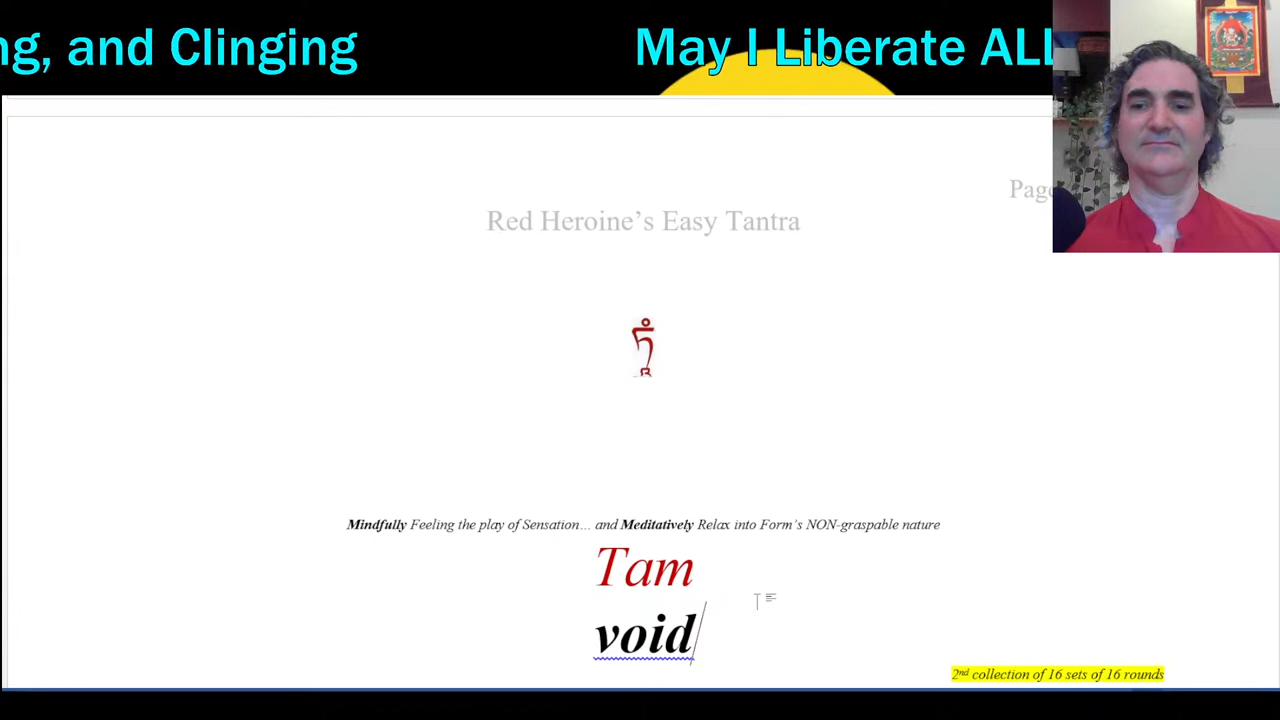 ng, and Clinging May I Liberate ALL
Page
Red Heroine’s Easy Tantra
Mindfully Feeling the play of Sensation… and Meditatively Relax into Form’s NON-graspable nature
Tam
void
2nd collection of 16 sets of 16 rounds